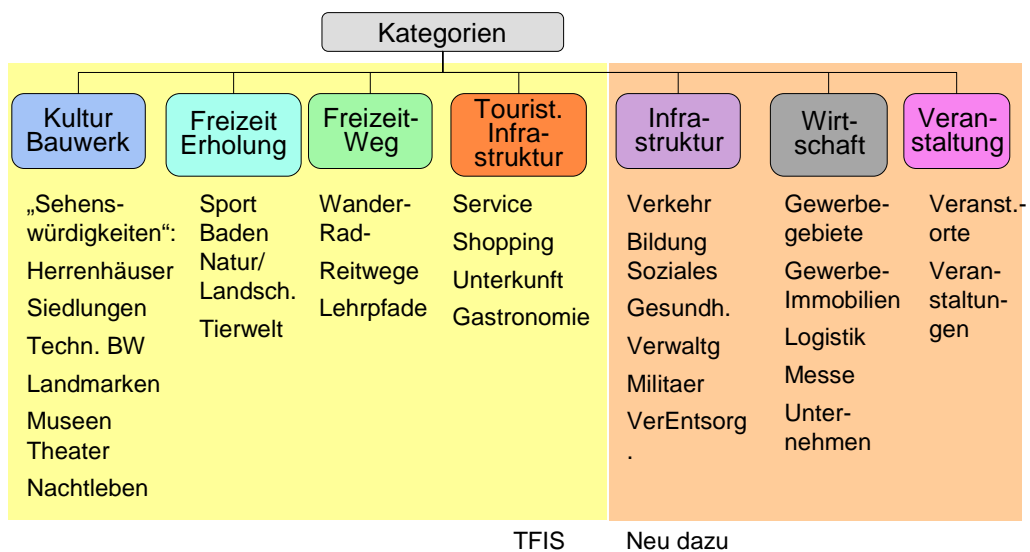 Kategorien
Kultur
Bauwerk
Freizeit
Erholung
Freizeit-
Weg
Tourist.
Infra-
struktur
Infra-
struktur
Wirt-
schaft
Veran-
staltung
„Sehens-
würdigkeiten“:
Herrenhäuser
Siedlungen
Techn. BW
Landmarken
Museen
Theater
Nachtleben
Sport
Baden
Natur/
Landsch.
Tierwelt
Wander-
Rad-
Reitwege
Lehrpfade
Service
Shopping
Unterkunft
Gastronomie
Verkehr
Bildung
Soziales
Gesundh.
Verwaltg
Militaer
VerEntsorg
.
Gewerbe-
gebiete
Gewerbe-
Immobilien
Logistik
Messe
Unter-
nehmen
Veranst.-
orte
Veran-
staltun-
gen
TFIS
Neu dazu